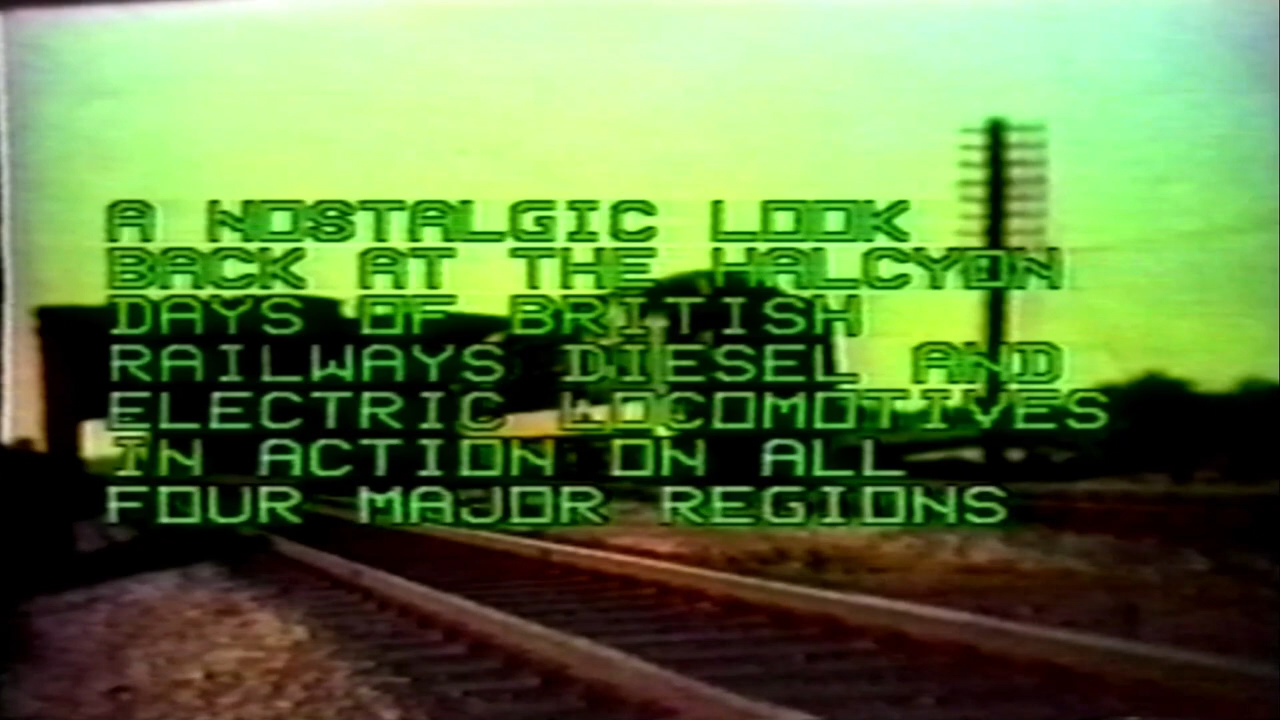 A NOSTALGIC LOOK
BACK AT THE HALCYON
DAYS OF BRITISH
RAILWAYS DIESEL AND
ELECTRIC LOCOMOTIVES
IN ACTION ON ALL
FOUR MAJOR REGIONS